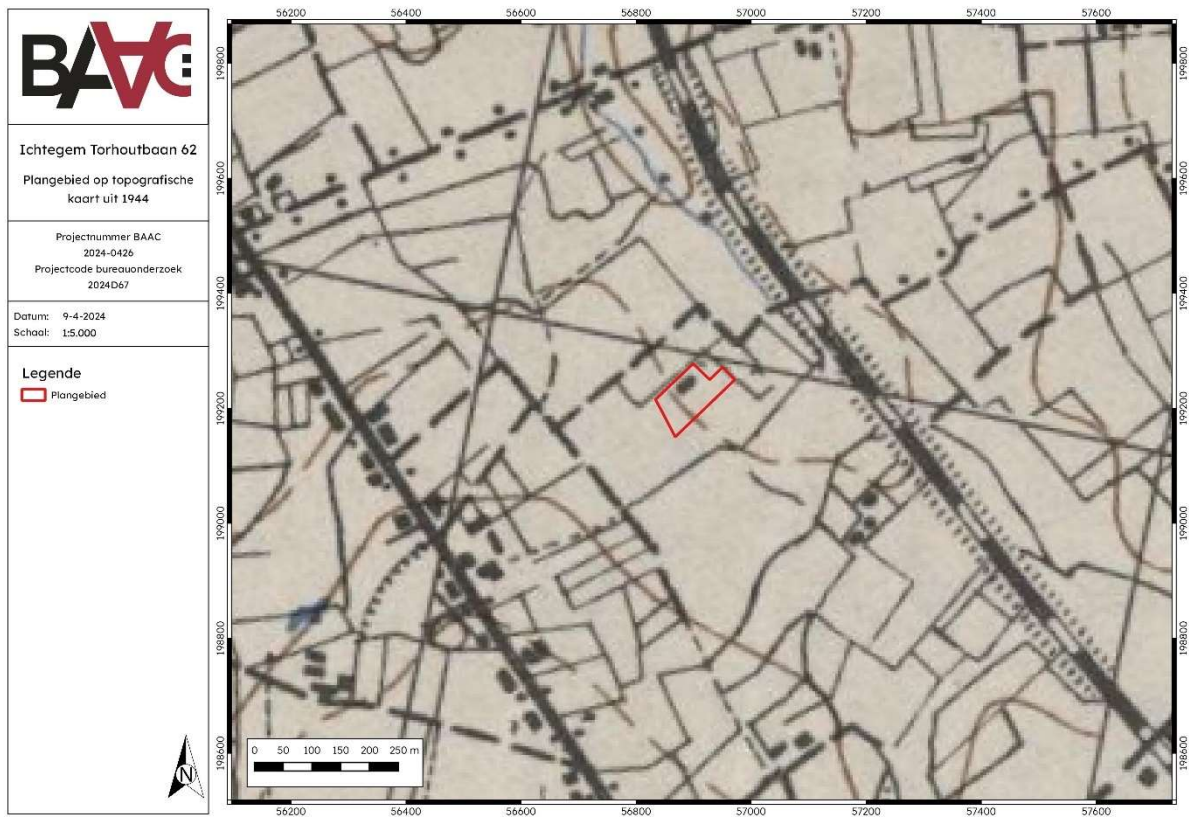 BAAC
Ichtegem Torhoutbaan 62
Plangebied op topografische
kaart uit 1944
Projectnummer BAAC
2024-0426
Projectcode bureauonderzoek
2024D67
Datum: 9-4-2024
Schaal: 1:5.000
Legende
Plangebied
N
56200 56400 56600 56800 57000 57200 57400 57600
199800 199800
199600 199600
199400 199400
199200 199200
199000 199000
198800 198800
198600 198600
0 50 100 150 200 250 m
56200 56400 56600 56800 57000 57200 57400 57600